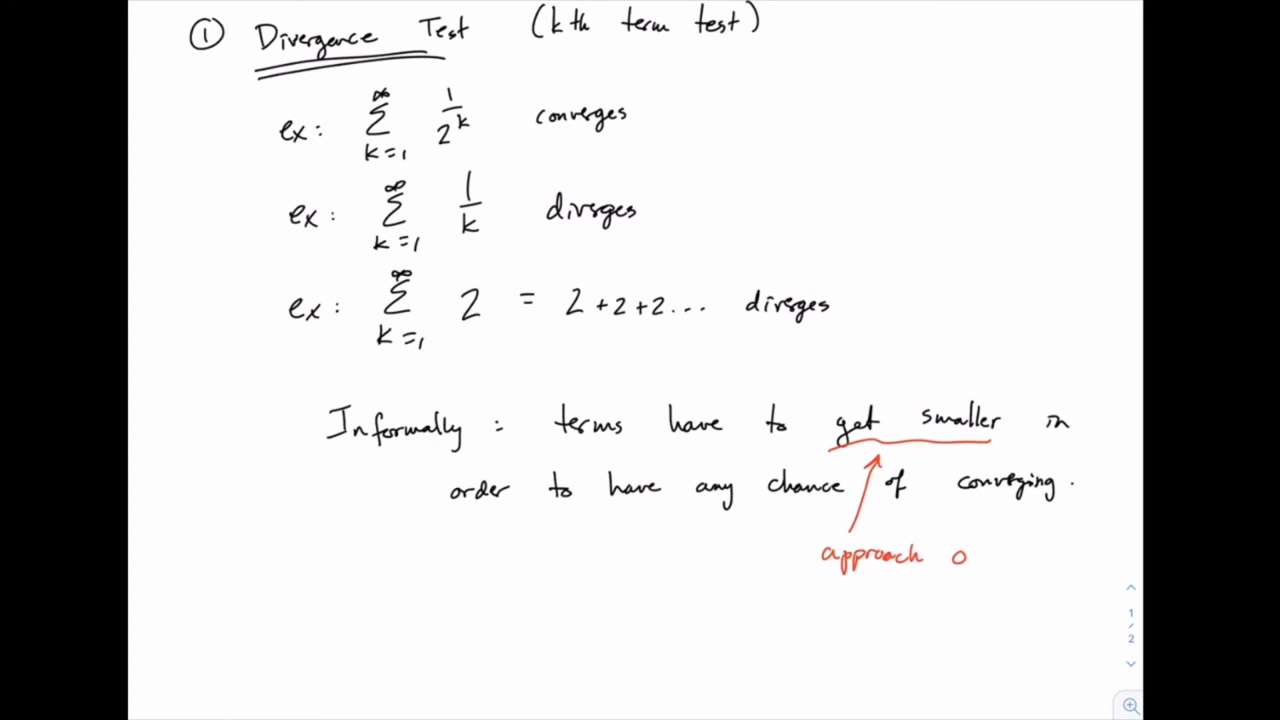 ① Divergence Test (kth term test)
ex: ∞ ∑ k=1 1/2^k converges
ex: ∞ ∑ k=1 1/k diverges
ex: ∞ ∑ k=1 2 = 2+2+2... diverges
Informally: terms have to get smaller in
order to have any chance of converging.
approach 0
1
/
2